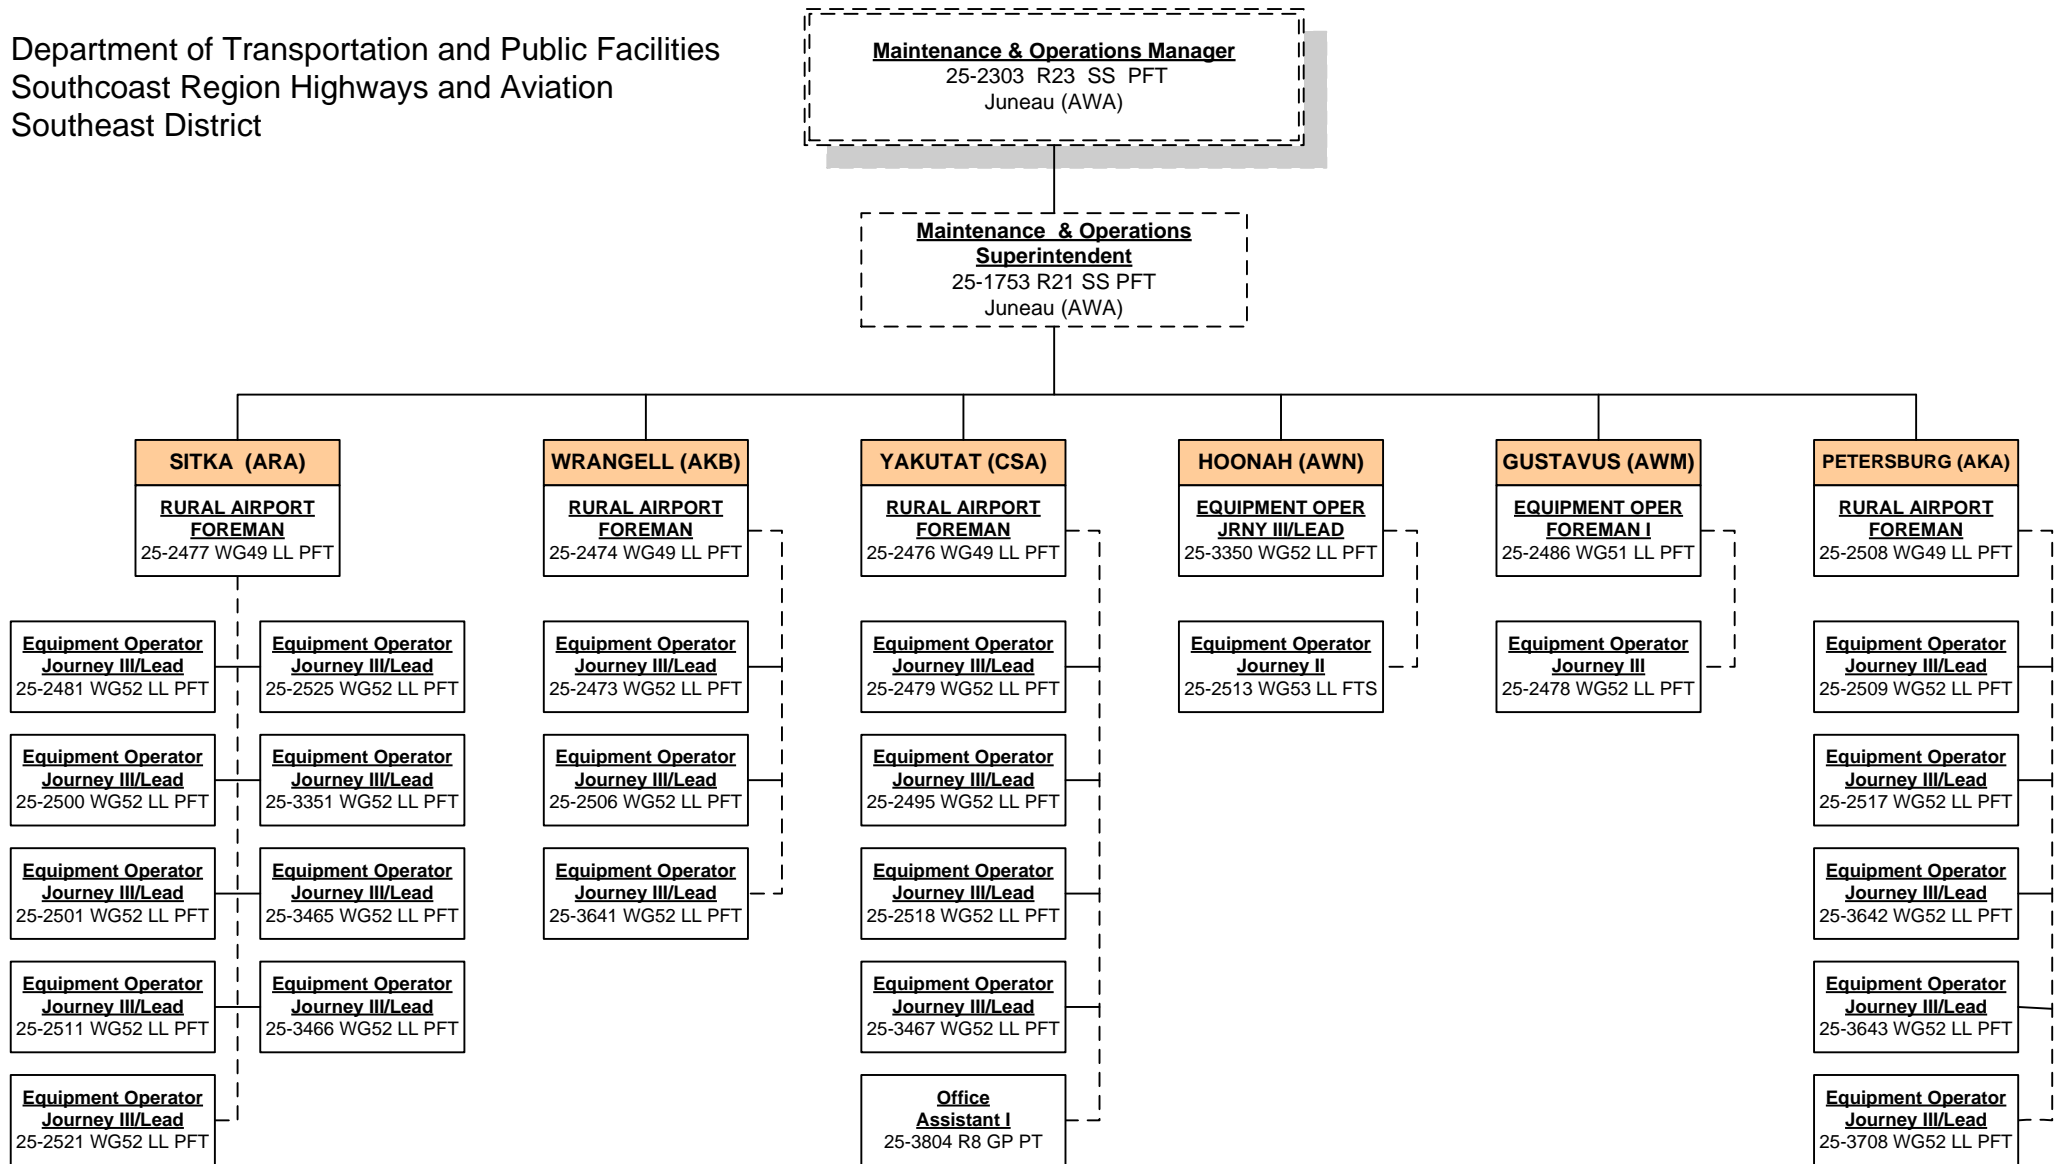 Department of Transportation and Public Facilities
Southcoast Region Highways and Aviation
Southeast District
Maintenance & Operations Manager
25-2303 R23 SS PFT
Juneau (AWA)
Maintenance & Operations
Superintendent
25-1753 R21 SS PFT
Juneau (AWA)
SITKA (ARA)
RURAL AIRPORT
FOREMAN
25-2477 WG49 LL PFT
Equipment Operator
Journey III/Lead
25-2481 WG52 LL PFT
Equipment Operator
Journey III/Lead
25-2525 WG52 LL PFT
Equipment Operator
Journey III/Lead
25-2500 WG52 LL PFT
Equipment Operator
Journey III/Lead
25-3351 WG52 LL PFT
Equipment Operator
Journey III/Lead
25-2501 WG52 LL PFT
Equipment Operator
Journey III/Lead
25-3465 WG52 LL PFT
Equipment Operator
Journey III/Lead
25-2511 WG52 LL PFT
Equipment Operator
Journey III/Lead
25-3466 WG52 LL PFT
Equipment Operator
Journey III/Lead
25-2521 WG52 LL PFT
WRANGELL (AKB)
RURAL AIRPORT
FOREMAN
25-2474 WG49 LL PFT
Equipment Operator
Journey III/Lead
25-2473 WG52 LL PFT
Equipment Operator
Journey III/Lead
25-2506 WG52 LL PFT
Equipment Operator
Journey III/Lead
25-3641 WG52 LL PFT
YAKUTAT (CSA)
RURAL AIRPORT
FOREMAN
25-2476 WG49 LL PFT
Equipment Operator
Journey III/Lead
25-2479 WG52 LL PFT
Equipment Operator
Journey III/Lead
25-2495 WG52 LL PFT
Equipment Operator
Journey III/Lead
25-2518 WG52 LL PFT
Equipment Operator
Journey III/Lead
25-3467 WG52 LL PFT
Office
Assistant I
25-3804 R8 GP PT
HOONAH (AWN)
EQUIPMENT OPER
JRNY III/LEAD
25-3350 WG52 LL PFT
Equipment Operator
Journey II
25-2513 WG53 LL FTS
GUSTAVUS (AWM)
EQUIPMENT OPER
FOREMAN I
25-2486 WG51 LL PFT
Equipment Operator
Journey III
25-2478 WG52 LL PFT
PETERSBURG (AKA)
RURAL AIRPORT
FOREMAN
25-2508 WG49 LL PFT
Equipment Operator
Journey III/Lead
25-2509 WG52 LL PFT
Equipment Operator
Journey III/Lead
25-2517 WG52 LL PFT
Equipment Operator
Journey III/Lead
25-3642 WG52 LL PFT
Equipment Operator
Journey III/Lead
25-3643 WG52 LL PFT
Equipment Operator
Journey III/Lead
25-3708 WG52 LL PFT